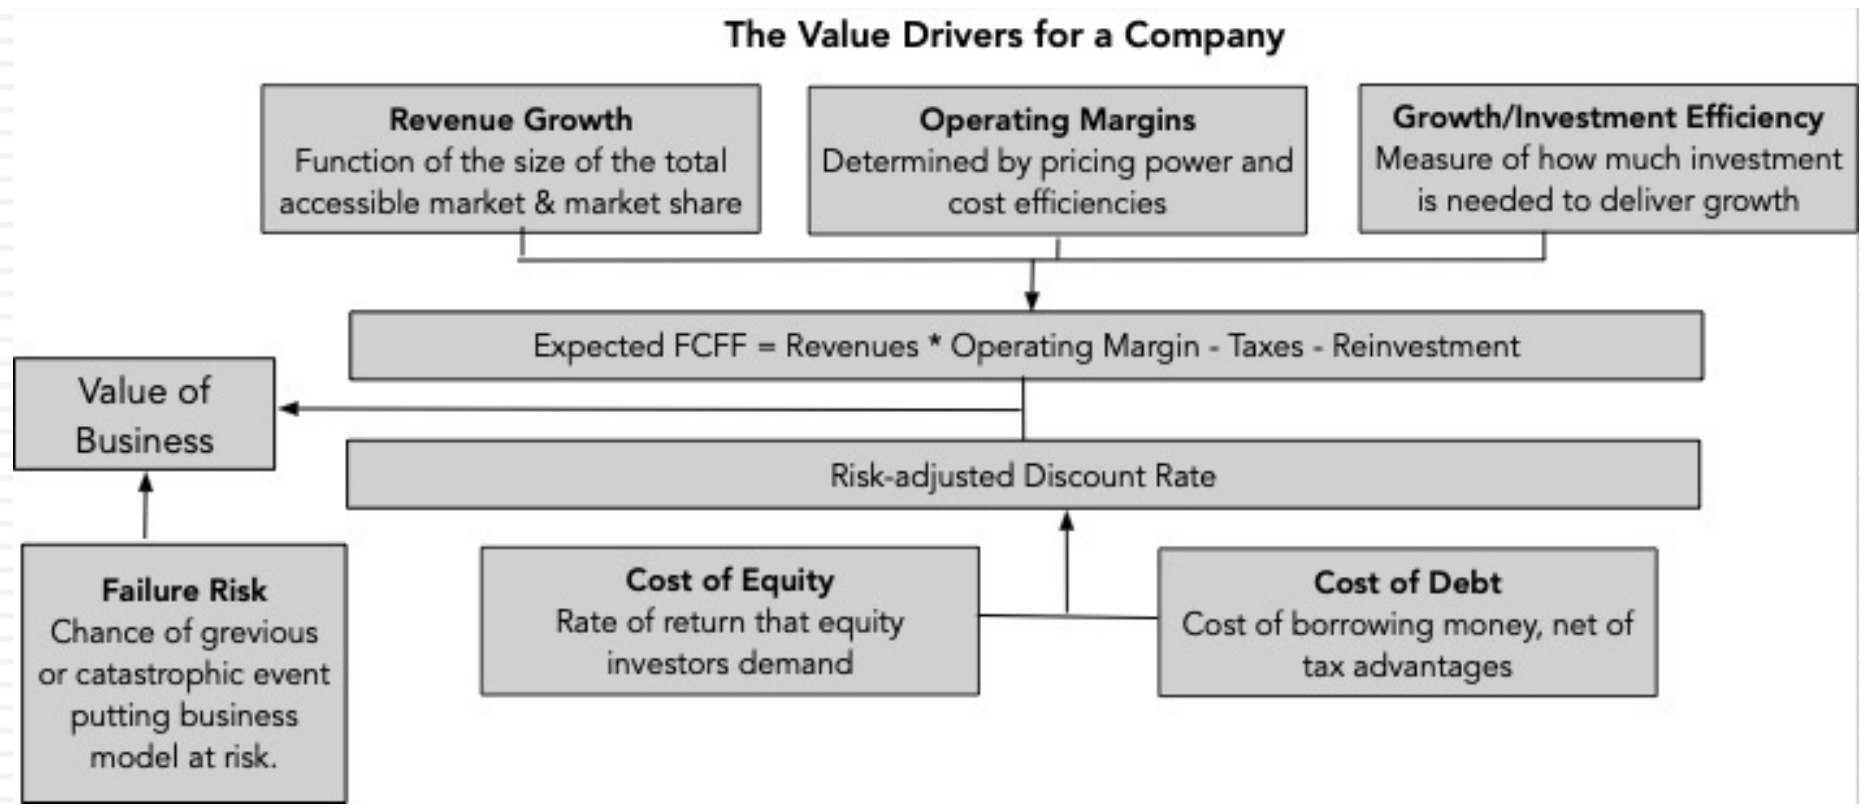 The Value Drivers for a Company
Revenue Growth
Function of the size of the total
accessible market & market share
Operating Margins
Determined by pricing power and
cost efficiencies
Growth/Investment Efficiency
Measure of how much investment
is needed to deliver growth
Expected FCFF = Revenues * Operating Margin - Taxes - Reinvestment
Value of
Business
Risk-adjusted Discount Rate
Failure Risk
Chance of grevious
or catastrophic event
putting business
model at risk.
Cost of Equity
Rate of return that equity
investors demand
Cost of Debt
Cost of borrowing money, net of
tax advantages